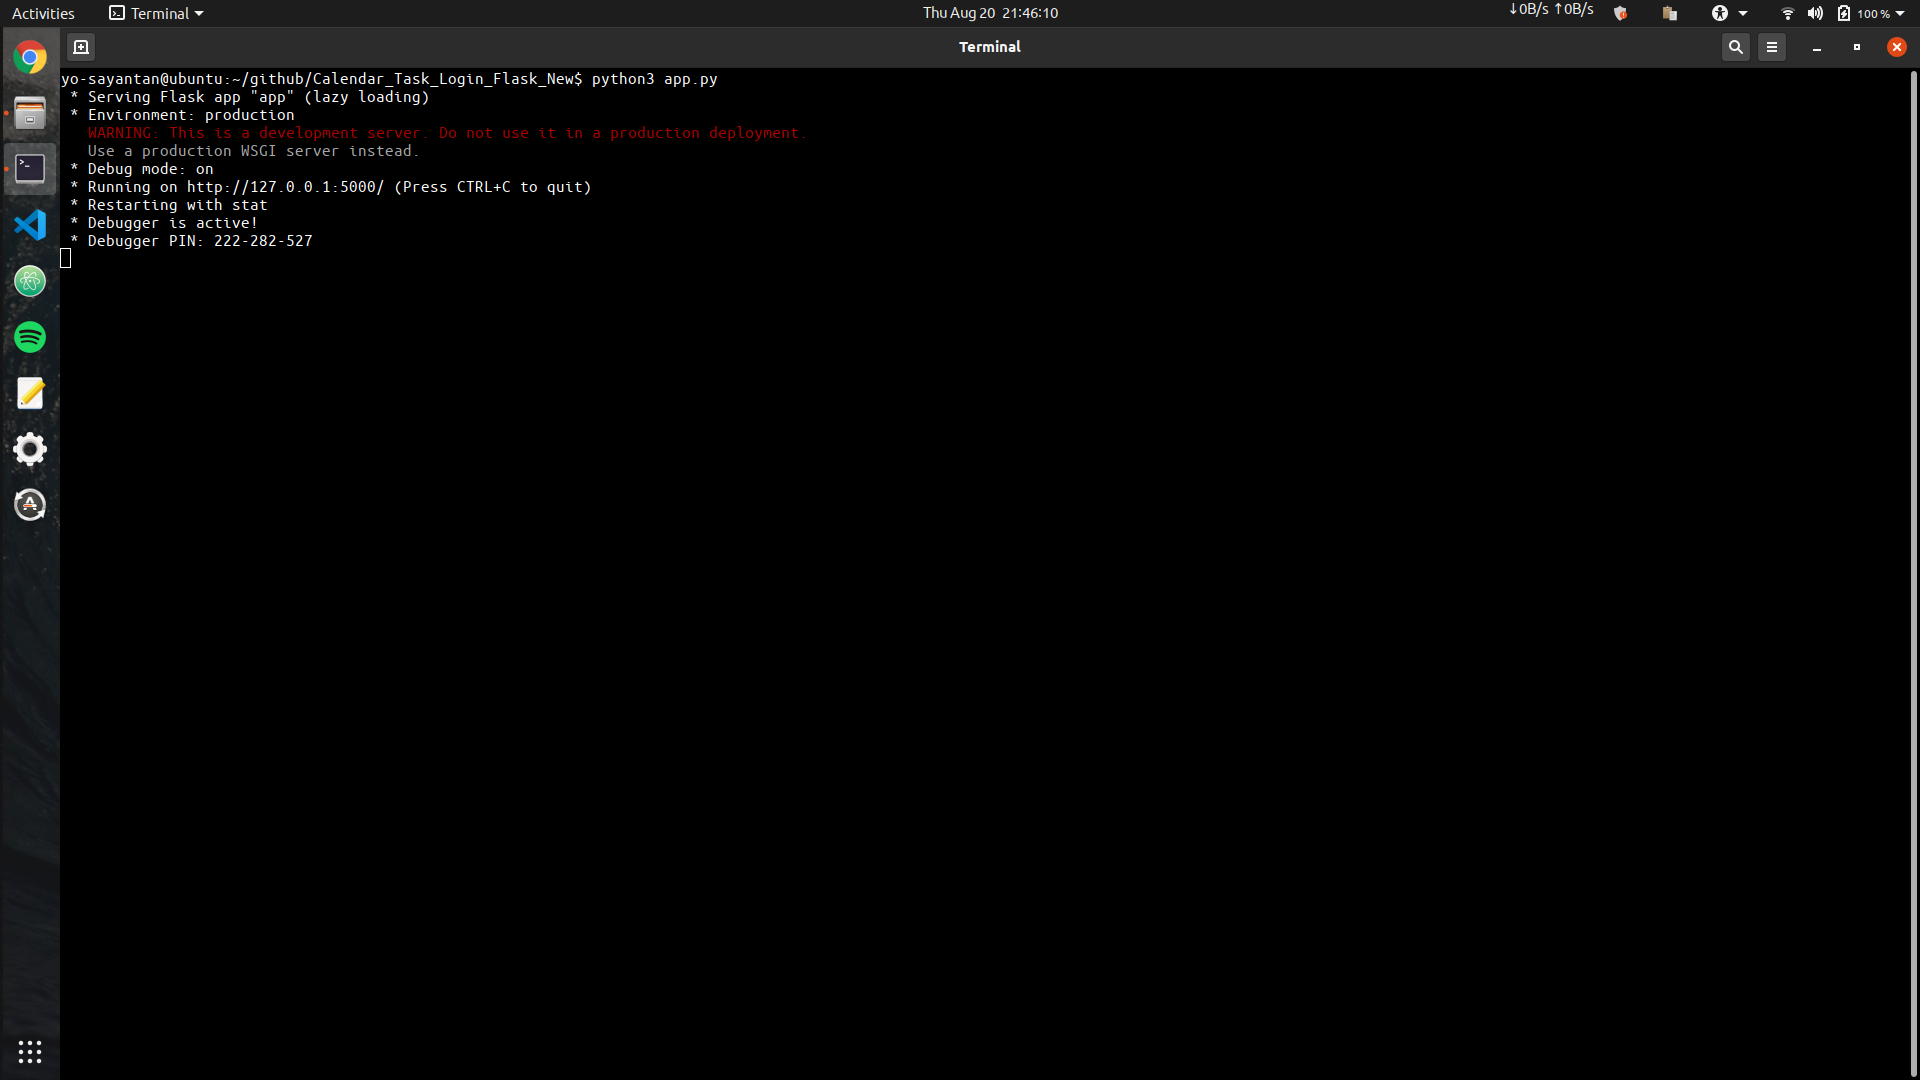 Activities Terminal Thu Aug 20 21:46:10 ↓0B/s ↑0B/s 100 %
Terminal
yo-sayantan@ubuntu:~/github/Calendar_Task_Login_Flask_New$ python3 app.py
 * Serving Flask app "app" (lazy loading)
 * Environment: production
   WARNING: This is a development server. Do not use it in a production deployment.
   Use a production WSGI server instead.
 * Debug mode: on
 * Running on http://127.0.0.1:5000/ (Press CTRL+C to quit)
 * Restarting with stat
 * Debugger is active!
 * Debugger PIN: 222-282-527